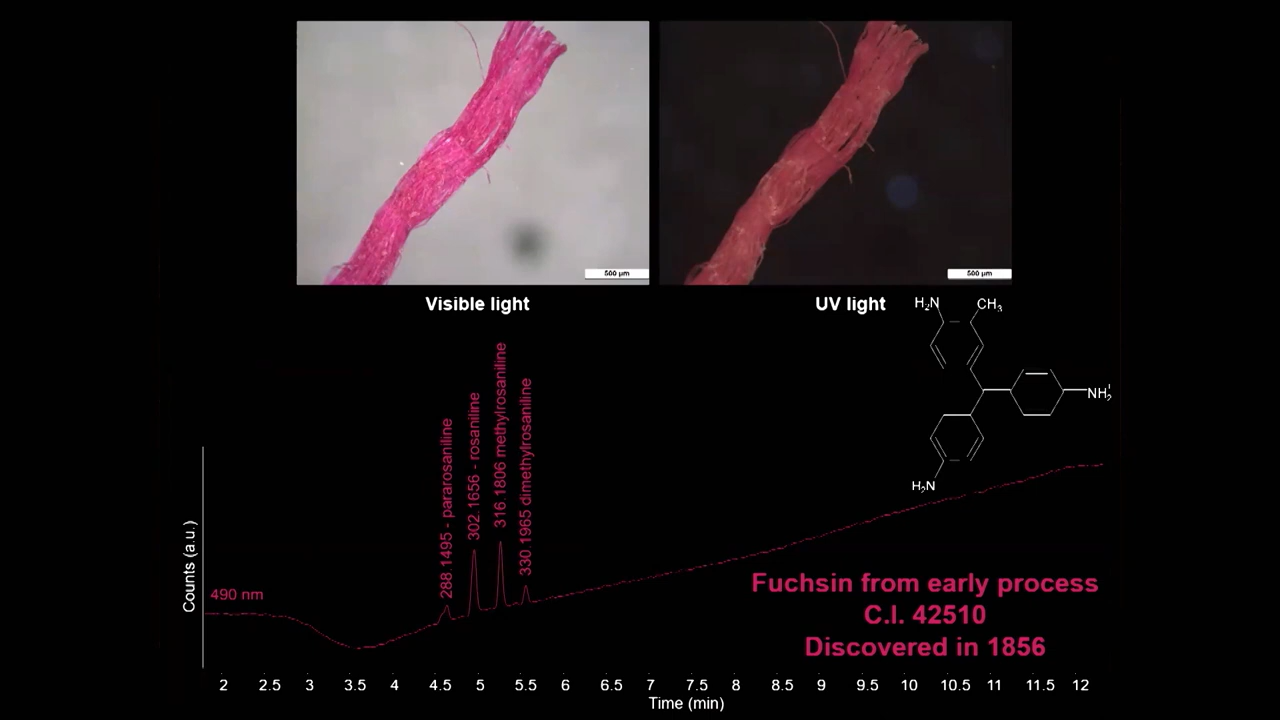 500 µm
500 µm
Visible light
UV light
H₂N
CH₃
NH₂
H₂N
288.1495 - pararosaniline
302.1656 - rosaniline
316.1806 methylrosaniline
330.1965 dimethylrosaniline
Counts (a.u.)
490 nm
Fuchsin from early process
C.I. 42510
Discovered in 1856
2 2.5 3 3.5 4 4.5 5 5.5 6 6.5 7 7.5 8 8.5 9 9.5 10 10.5 11 11.5 12
Time (min)